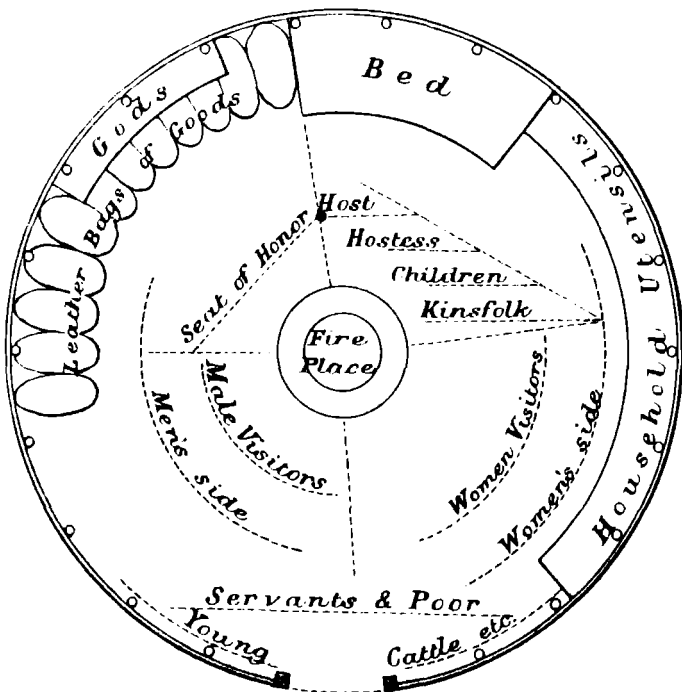 Bed
Gods
Leather Bags of Goods
Household Utensils
Host
Hostess
Children
Kinsfolk
Seat of Honor
Fire
Place
Male Visitors
Men's side
Women Visitors
Women's side
Servants & Poor
Young
Cattle etc.